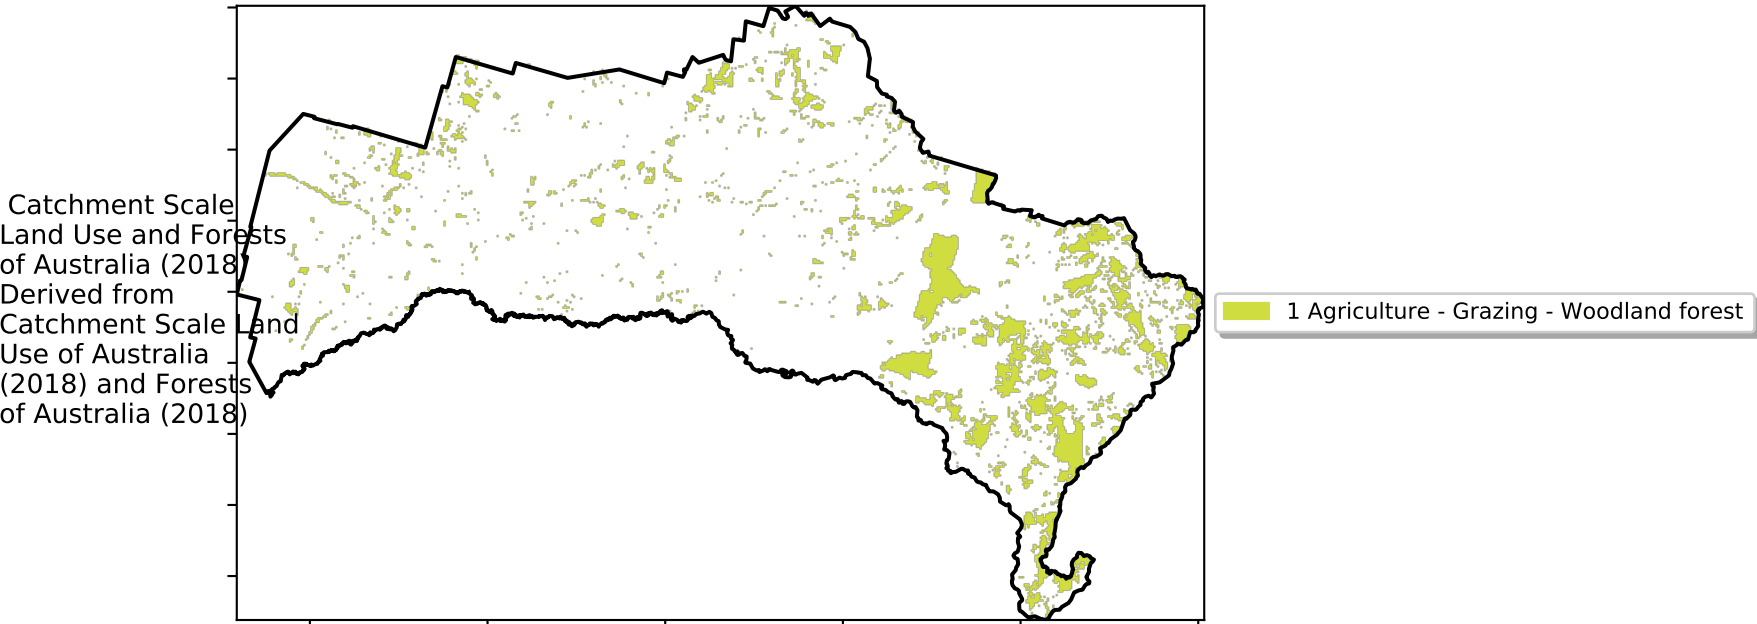 Catchment Scale
Land Use and Forests
of Australia (2018)
Derived from
Catchment Scale Land
Use of Australia
(2018) and Forests
of Australia (2018)
1 Agriculture - Grazing - Woodland forest